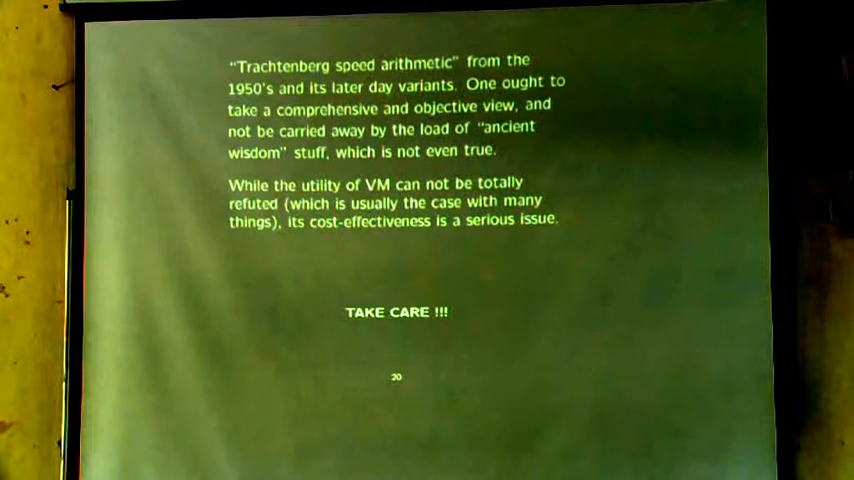 "Trachtenberg speed arithmetic" from the
1950's and its later day variants. One ought to
take a comprehensive and objective view, and
not be carried away by the load of "ancient
wisdom" stuff, which is not even true.
While the utility of VM can not be totally
refuted (which is usually the case with many
things), its cost-effectiveness is a serious issue.
TAKE CARE !!!
20